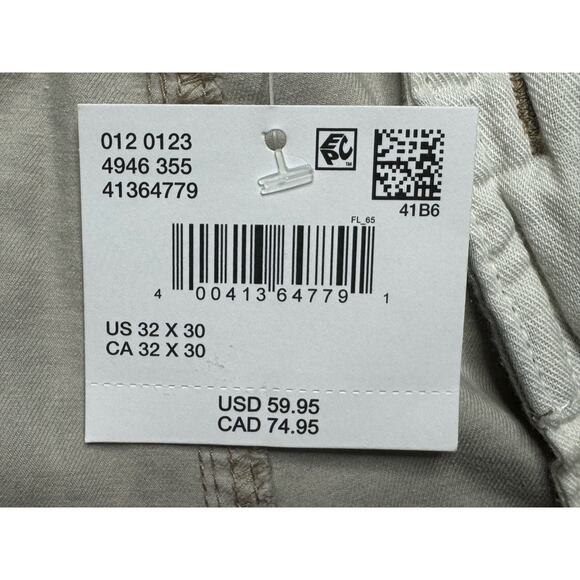 012 0123
4946 355
41364779
EPC
41B6
FL_65
4 00413 64779 1
US 32 X 30
CA 32 X 30
USD 59.95
CAD 74.95